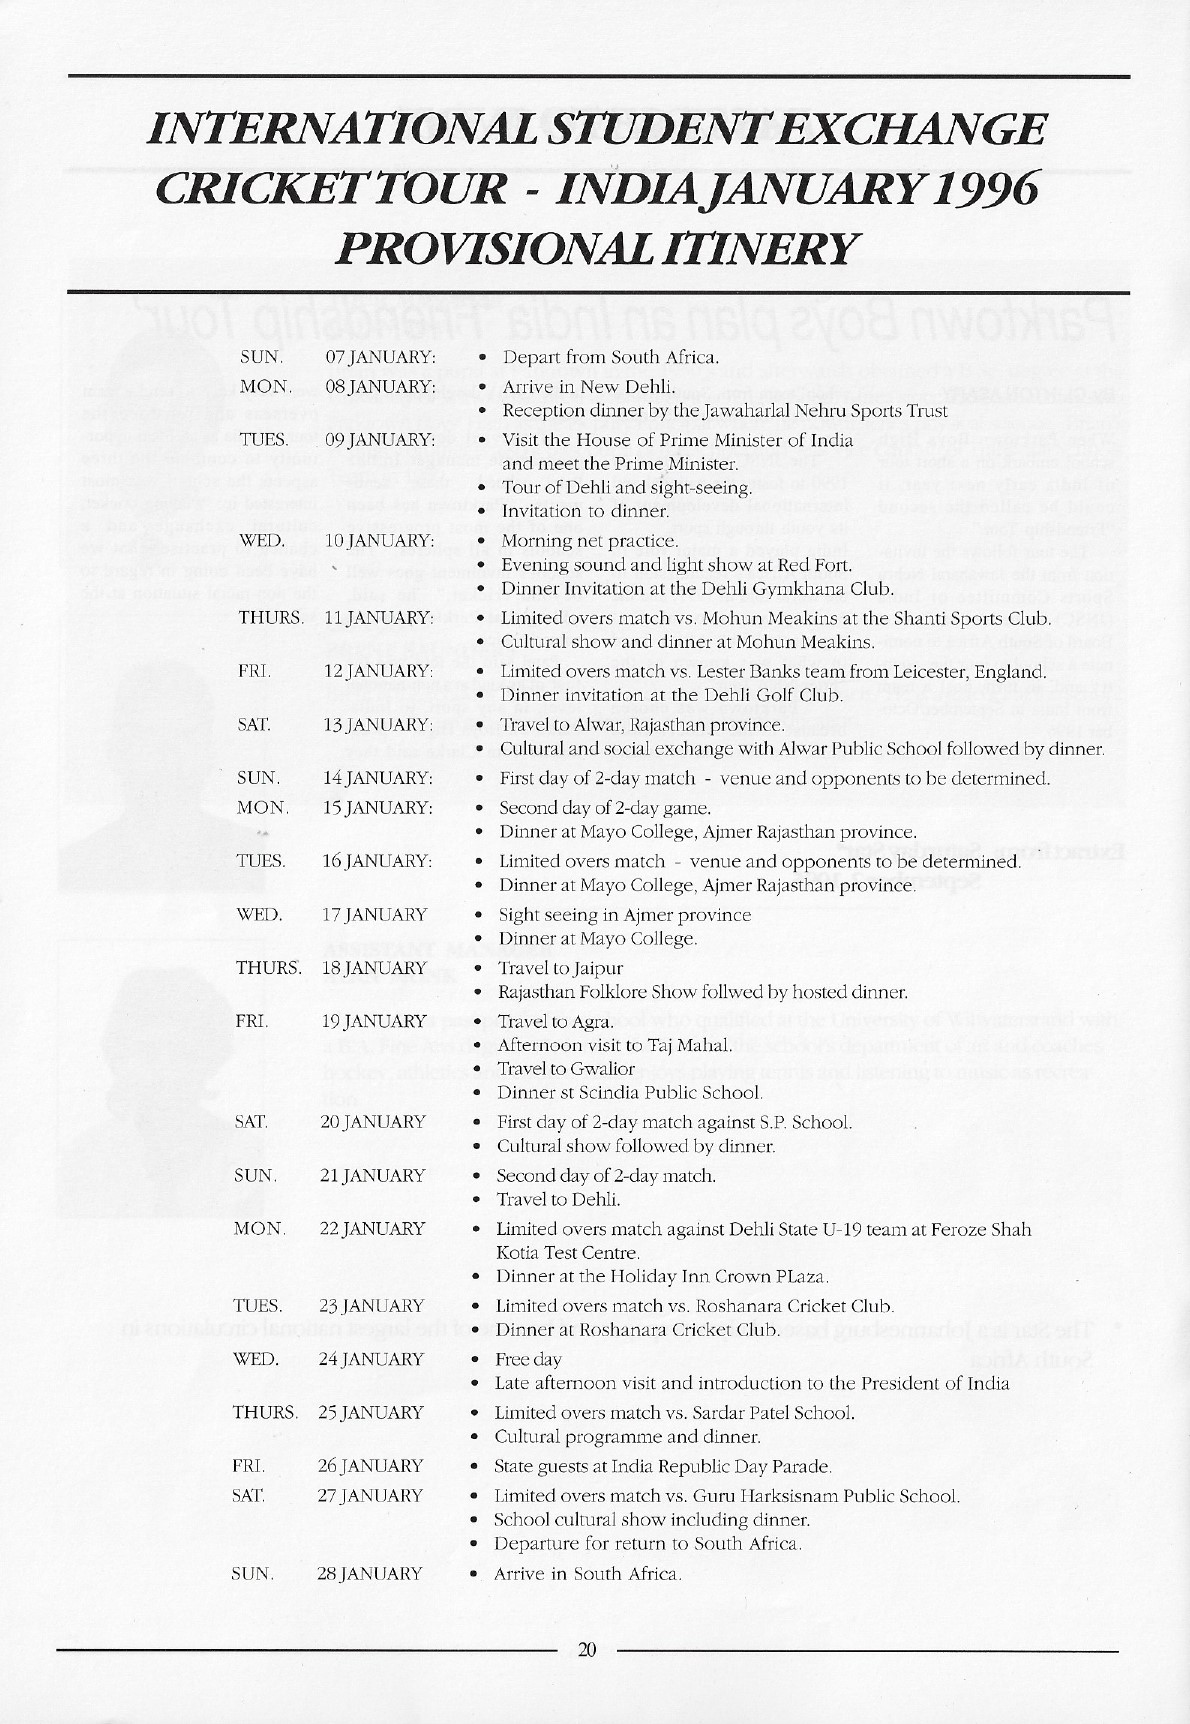 INTERNATIONAL STUDENT EXCHANGE
CRICKET TOUR - INDIA JANUARY 1996
PROVISIONAL ITINERY
SUN. 07 JANUARY: • Depart from South Africa.
MON. 08 JANUARY: • Arrive in New Dehli.
• Reception dinner by the Jawaharlal Nehru Sports Trust
TUES. 09 JANUARY: • Visit the House of Prime Minister of India
and meet the Prime Minister.
• Tour of Dehli and sight-seeing.
• Invitation to dinner.
WED. 10 JANUARY: • Morning net practice.
• Evening sound and light show at Red Fort.
• Dinner Invitation at the Dehli Gymkhana Club.
THURS. 11 JANUARY: • Limited overs match vs. Mohun Meakins at the Shanti Sports Club.
• Cultural show and dinner at Mohun Meakins.
FRI. 12 JANUARY: • Limited overs match vs. Lester Banks team from Leicester, England.
• Dinner invitation at the Dehli Golf Club.
SAT. 13 JANUARY: • Travel to Alwar, Rajasthan province.
• Cultural and social exchange with Alwar Public School followed by dinner.
SUN. 14 JANUARY: • First day of 2-day match - venue and opponents to be determined.
MON. 15 JANUARY: • Second day of 2-day game.
• Dinner at Mayo College, Ajmer Rajasthan province.
TUES. 16 JANUARY: • Limited overs match - venue and opponents to be determined.
• Dinner at Mayo College, Ajmer Rajasthan province.
WED. 17 JANUARY • Sight seeing in Ajmer province
• Dinner at Mayo College.
THURS. 18 JANUARY • Travel to Jaipur
• Rajasthan Folklore Show follwed by hosted dinner.
FRI. 19 JANUARY • Travel to Agra.
• Afternoon visit to Taj Mahal.
• Travel to Gwalior
• Dinner st Scindia Public School.
SAT. 20 JANUARY • First day of 2-day match against S.P. School.
• Cultural show followed by dinner.
SUN. 21 JANUARY • Second day of 2-day match.
• Travel to Dehli.
MON. 22 JANUARY • Limited overs match against Dehli State U-19 team at Feroze Shah
Kotia Test Centre.
• Dinner at the Holiday Inn Crown PLaza.
TUES. 23 JANUARY • Limited overs match vs. Roshanara Cricket Club.
• Dinner at Roshanara Cricket Club.
WED. 24 JANUARY • Free day
• Late afternoon visit and introduction to the President of India
THURS. 25 JANUARY • Limited overs match vs. Sardar Patel School.
• Cultural programme and dinner.
FRI. 26 JANUARY • State guests at India Republic Day Parade.
SAT. 27 JANUARY • Limited overs match vs. Guru Harksisnam Public School.
• School cultural show including dinner.
• Departure for return to South Africa.
SUN. 28 JANUARY • Arrive in South Africa.
20